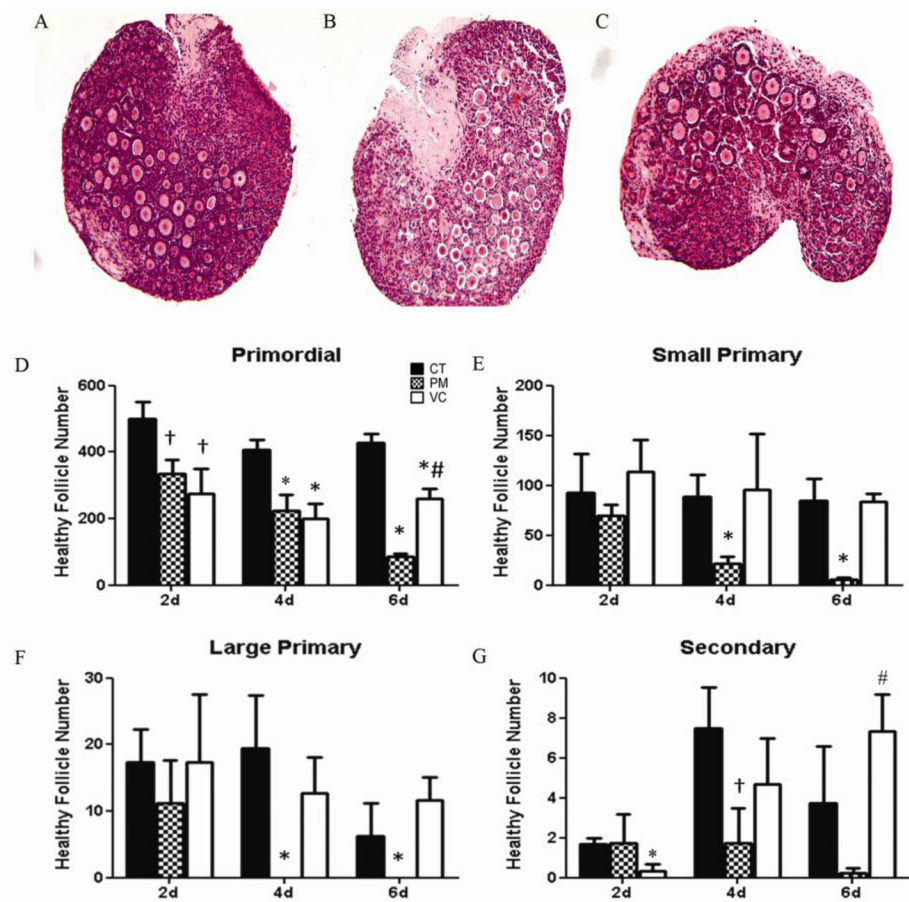 A
B
C
D
Primordial
CT
PM
VC
Healthy Follicle Number
600
400
200
0
†
†
*
*
*
*#
2d
4d
6d
E
Small Primary
Healthy Follicle Number
200
150
100
50
0
*
*
2d
4d
6d
F
Large Primary
Healthy Follicle Number
30
20
10
0
*
*
2d
4d
6d
G
Secondary
Healthy Follicle Number
10
8
6
4
2
0
*
†
#
2d
4d
6d